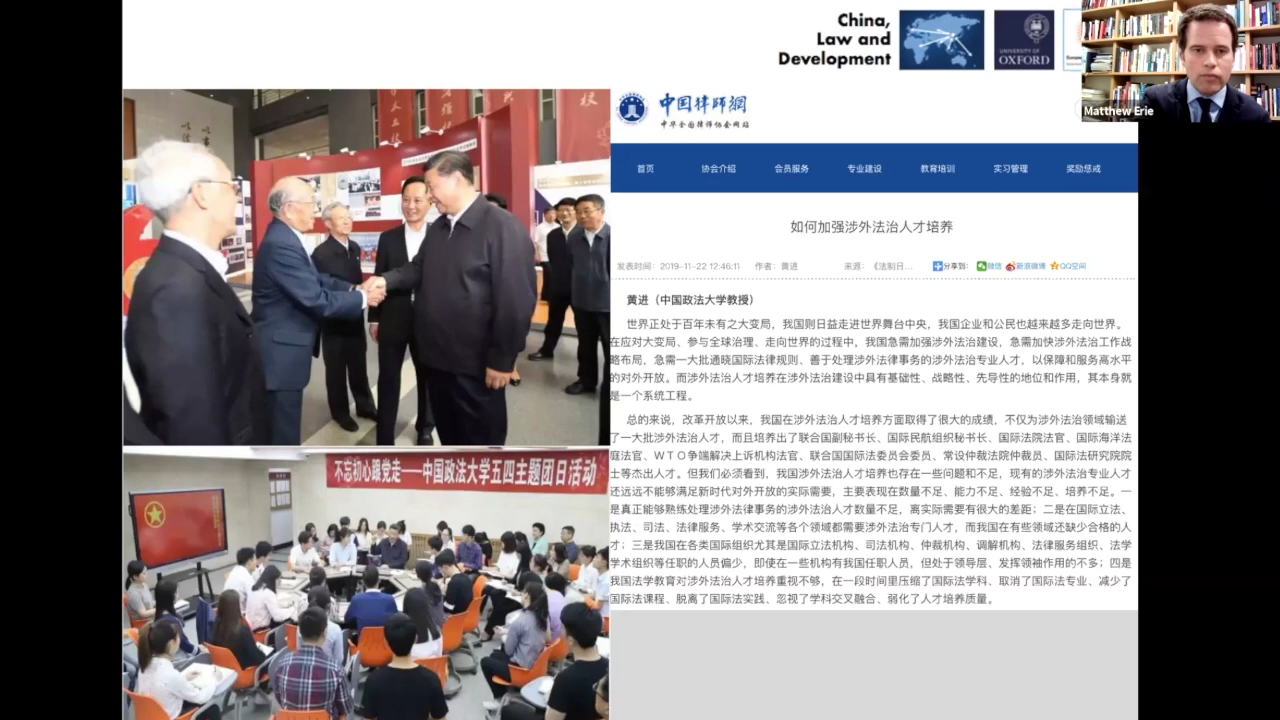 China,
Law and
Development
UNIVERSITY OF
OXFORD
Matthew Erie
中国律师網
中华全国律师协会网站
首页 协会介绍 会员服务 专业建设 教育培训 实习管理 奖励惩戒
如何加强涉外法治人才培养
发表时间：2019-11-22 12:46:11 作者：黄进 来源：《法制日... 分享到： 微信 新浪微博 QQ空间
黄进（中国政法大学教授）
世界正处于百年未有之大变局，我国则日益走进世界舞台中央，我国企业和公民也越来越多走向世界。
在应对大变局、参与全球治理、走向世界的过程中，我国急需加强涉外法治建设，急需加快涉外法治工作战
略布局，急需一大批通晓国际法律规则、善于处理涉外法律事务的涉外法治专业人才，以保障和服务高水平
的对外开放。而涉外法治人才培养在涉外法治建设中具有基础性、战略性、先导性的地位和作用，其本身就
是一个系统工程。
总的来说，改革开放以来，我国在涉外法治人才培养方面取得了很大的成绩，不仅为涉外法治领域输送
了一大批涉外法治人才，而且培养出了联合国副秘书长、国际民航组织秘书长、国际法院法官、国际海洋法
庭法官、ＷＴＯ争端解决上诉机构法官、联合国国际法委员会委员、常设仲裁法院仲裁员、国际法研究院院
士等杰出人才。但我们必须看到，我国涉外法治人才培养也存在一些问题和不足，现有的涉外法治专业人才
还远远不能够满足新时代对外开放的实际需要，主要表现在数量不足、能力不足、经验不足、培养不足。一
是真正能够熟练处理涉外法律事务的涉外法治人才数量不足，离实际需要有很大的差距；二是在国际立法、
执法、司法、法律服务、学术交流等各个领域都需要涉外法治专门人才，而我国在有些领域还缺少合格的人
才；三是我国在各类国际组织尤其是国际立法机构、司法机构、仲裁机构、调解机构、法律服务组织、法学
学术组织等任职的人员偏少，即使在一些机构有我国任职人员，但处于领导层、发挥领袖作用的不多；四是
我国法学教育对涉外法治人才培养重视不够，在一段时间里压缩了国际法学科、取消了国际法专业、减少了
国际法课程、脱离了国际法实践、忽视了学科交叉融合、弱化了人才培养质量。
不忘初心跟党走——中国政法大学五四主题团日活动